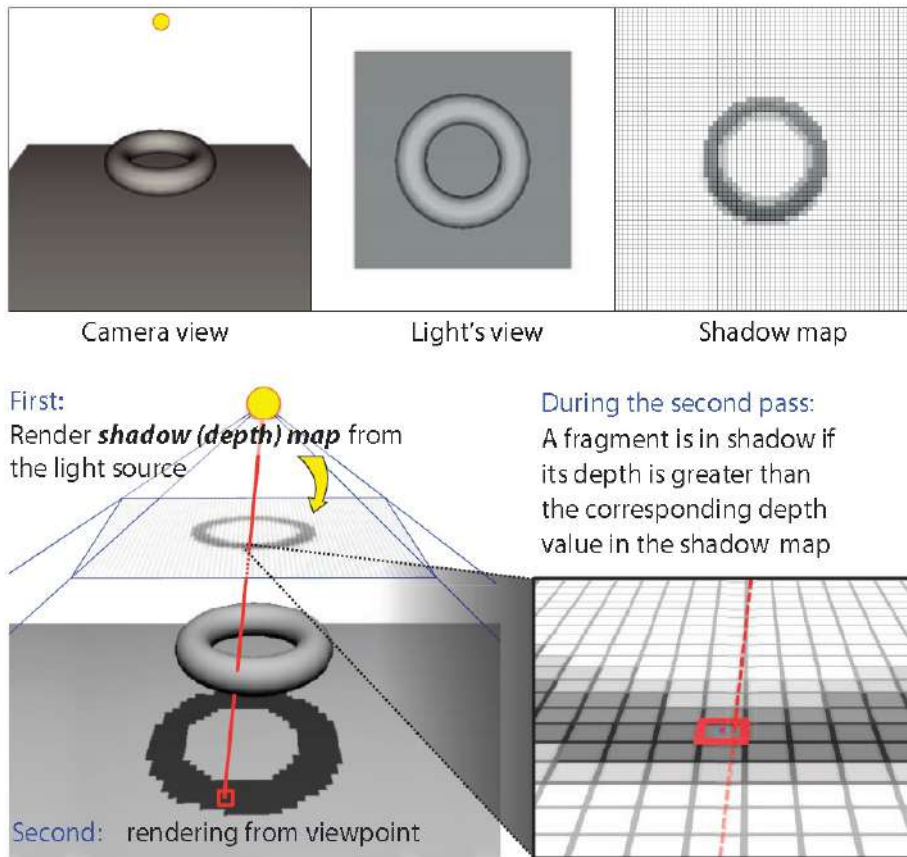 Camera view
Light's view
Shadow map
First:
Render shadow (depth) map from
the light source
During the second pass:
A fragment is in shadow if
its depth is greater than
the corresponding depth
value in the shadow map
Second: rendering from viewpoint